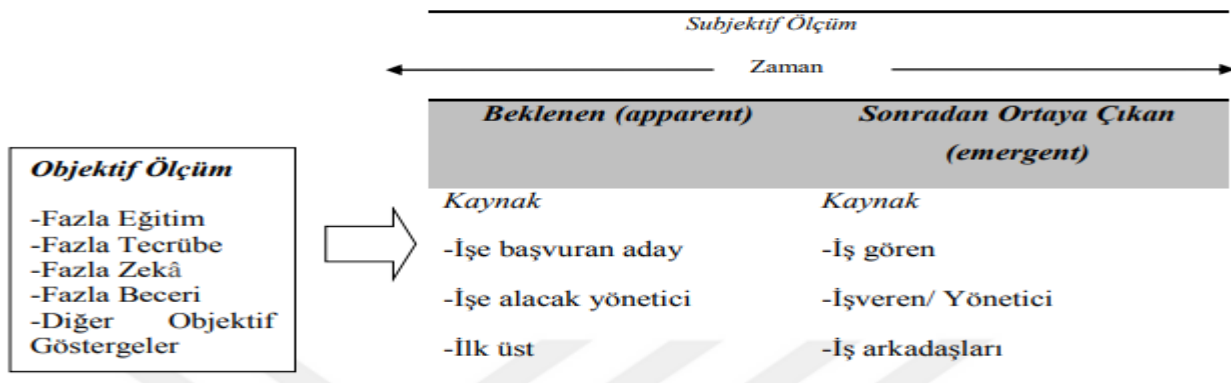 Subjektif Ölçüm
Zaman
Beklenen (apparent)
Sonradan Ortaya Çıkan
(emergent)
Objektif Ölçüm
-Fazla Eğitim
-Fazla Tecrübe
-Fazla Zekâ
-Fazla Beceri
-Diğer Objektif
Göstergeler
Kaynak
-İşe başvuran aday
-İşe alacak yönetici
-İlk üst
Kaynak
-İş gören
-İşveren/ Yönetici
-İş arkadaşları